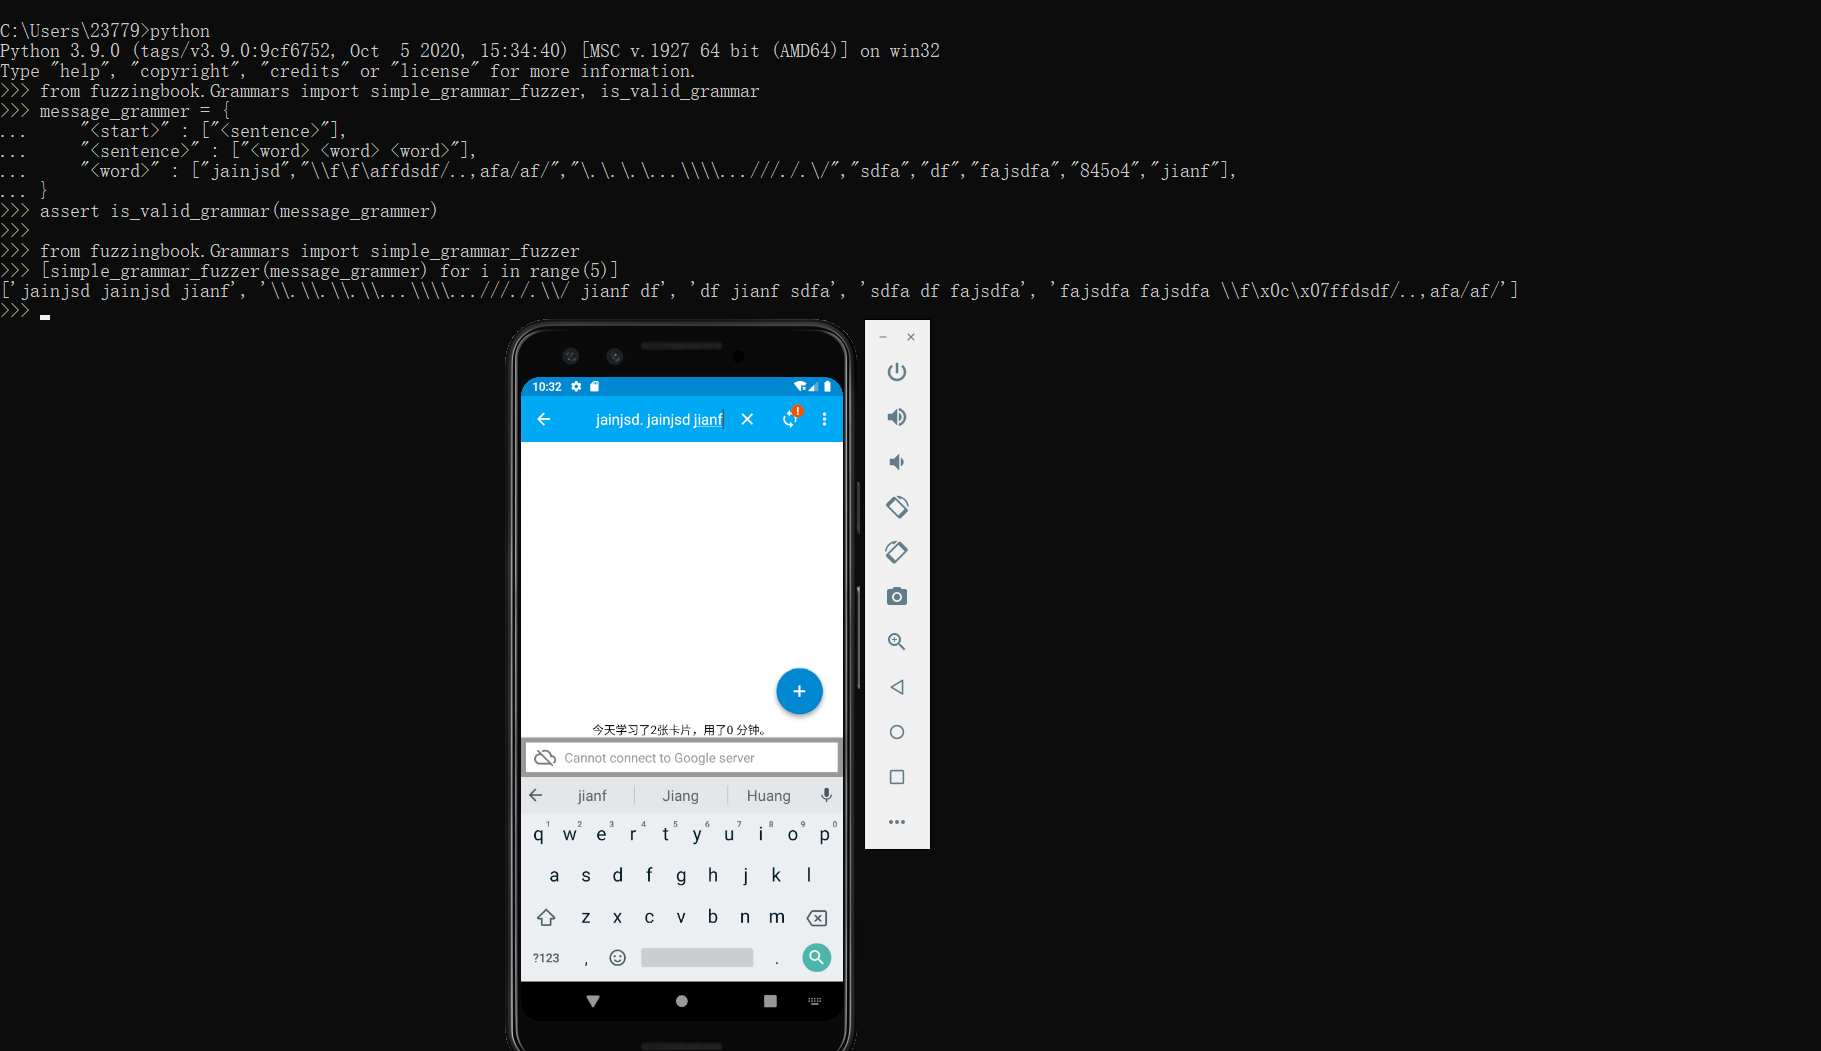 C:\Users\23779>python
Python 3.9.0 (tags/v3.9.0:9cf6752, Oct  5 2020, 15:34:40) [MSC v.1927 64 bit (AMD64)] on win32
Type "help", "copyright", "credits" or "license" for more information.
>>> from fuzzingbook.Grammars import simple_grammar_fuzzer, is_valid_grammar
>>> message_grammer = {
...     "<start>" : ["<sentence>"],
...     "<sentence>" : ["<word> <word> <word>"],
...     "<word>" : ["jainjsd","\\f\f\affdsdf/..,afa/af/","\.\.\.\...\\\\...///./.\/","sdfa","df","fajsdfa","845o4","jianf"],
... }
>>> assert is_valid_grammar(message_grammer)
>>>
>>> from fuzzingbook.Grammars import simple_grammar_fuzzer
>>> [simple_grammar_fuzzer(message_grammer) for i in range(5)]
['jainjsd jainjsd jianf', '\\.\\.\\.\\...\\\\...///./.\\/ jianf df', 'df jianf sdfa', 'sdfa df fajsdfa', 'fajsdfa fajsdfa \\f\x0c\x07ffdsdf/..,afa/af/']
>>>
10:32
jainjsd. jainjsd jianf
!
今天学习了2张卡片，用了0 分钟。
Cannot connect to Google server
jianf Jiang Huang
1 2 3 4 5 6 7 8 9 0
q w e r t y u i o p
a s d f g h j k l
z x c v b n m
?123 , .